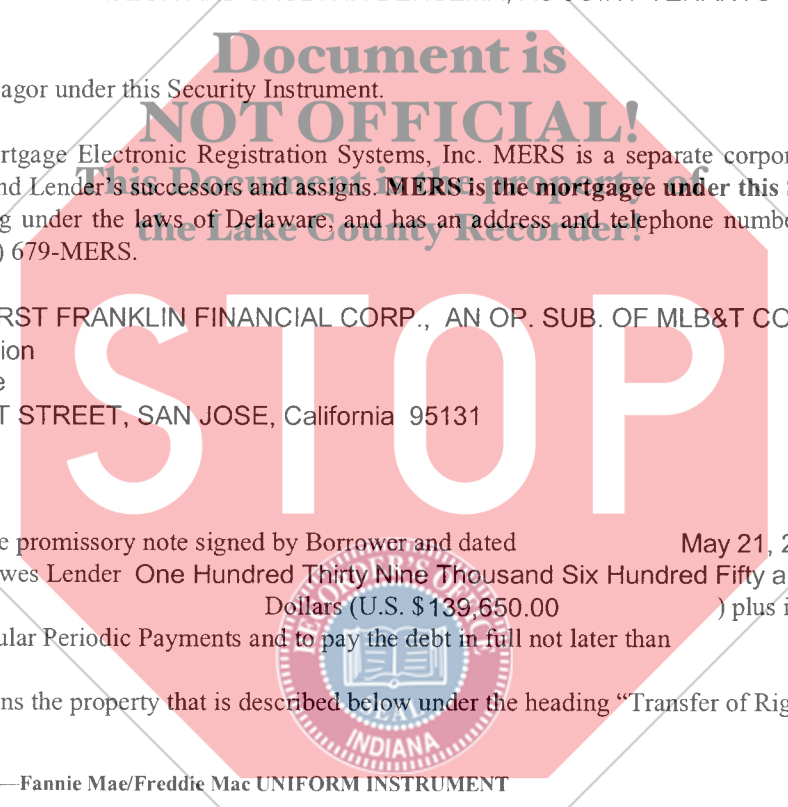 Document is
agor under this Security Instrument.
NOT OFFICIAL!
rtgage Electronic Registration Systems, Inc. MERS is a separate corpor
This Document is the property of
nd Lender's successors and assigns. MERS is the mortgagee under this
g under the laws of Delaware, and has an address and telephone numbe
the Lake County Recorder!
) 679-MERS.
RST FRANKLIN FINANCIAL CORP., AN OP. SUB. OF MLB&T CO
ion
e
T STREET, SAN JOSE, California 95131
STOP
e promissory note signed by Borrower and dated May 21, 2
wes Lender One Hundred Thirty Nine Thousand Six Hundred Fifty a
Dollars (U.S. $139,650.00 ) plus i
ular Periodic Payments and to pay the debt in full not later than
RECORDER'S OFFIC
SEAL
INDIANA
ns the property that is described below under the heading “Transfer of Rig
—Fannie Mae/Freddie Mac UNIFORM INSTRUMENT